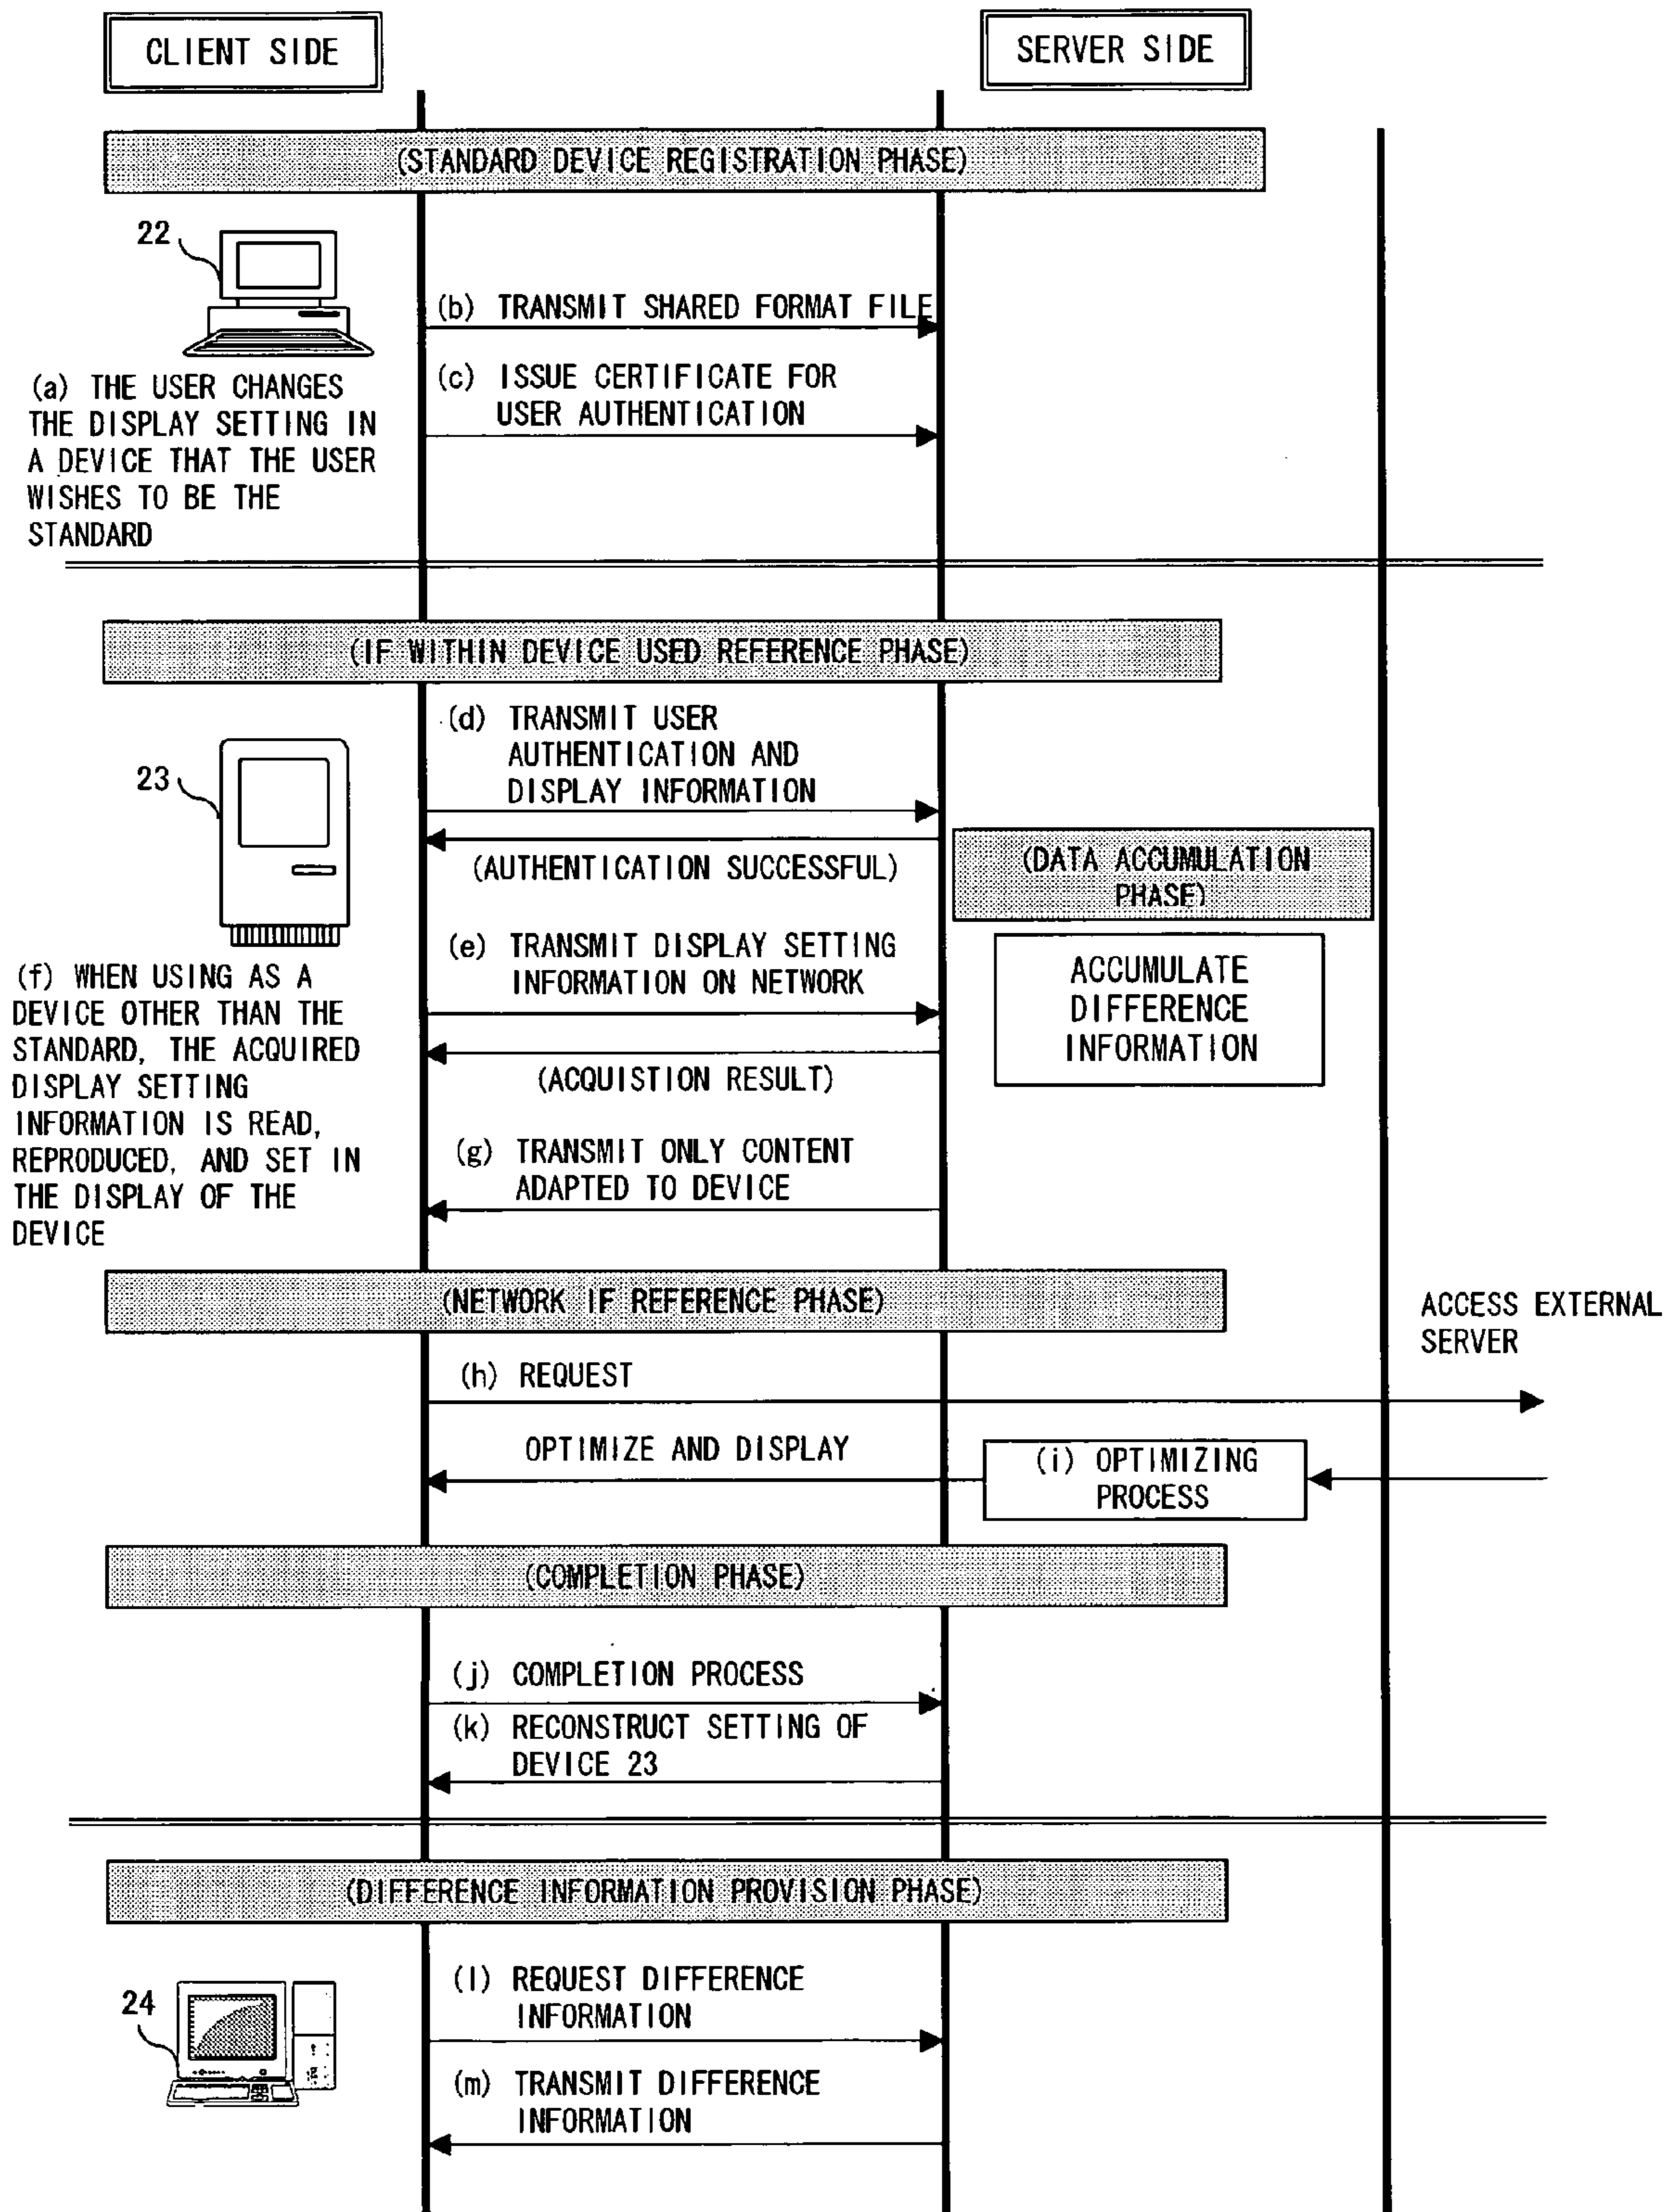 CLIENT SIDE
SERVER SIDE
(STANDARD DEVICE REGISTRATION PHASE)
22
(b) TRANSMIT SHARED FORMAT FILE
(c) ISSUE CERTIFICATE FOR
USER AUTHENTICATION
(a) THE USER CHANGES
THE DISPLAY SETTING IN
A DEVICE THAT THE USER
WISHES TO BE THE
STANDARD
(IF WITHIN DEVICE USED REFERENCE PHASE)
(d) TRANSMIT USER
AUTHENTICATION AND
DISPLAY INFORMATION
23
(AUTHENTICATION SUCCESSFUL)
(DATA ACCUMULATION
PHASE)
(e) TRANSMIT DISPLAY SETTING
INFORMATION ON NETWORK
ACCUMULATE
DIFFERENCE
INFORMATION
(ACQUISTION RESULT)
(f) WHEN USING AS A
DEVICE OTHER THAN THE
STANDARD, THE ACQUIRED
DISPLAY SETTING
INFORMATION IS READ,
REPRODUCED, AND SET IN
THE DISPLAY OF THE
DEVICE
(g) TRANSMIT ONLY CONTENT
ADAPTED TO DEVICE
(NETWORK IF REFERENCE PHASE)
ACCESS EXTERNAL
SERVER
(h) REQUEST
OPTIMIZE AND DISPLAY
(i) OPTIMIZING
PROCESS
(COMPLETION PHASE)
(j) COMPLETION PROCESS
(k) RECONSTRUCT SETTING OF
DEVICE 23
(DIFFERENCE INFORMATION PROVISION PHASE)
24
(l) REQUEST DIFFERENCE
INFORMATION
(m) TRANSMIT DIFFERENCE
INFORMATION